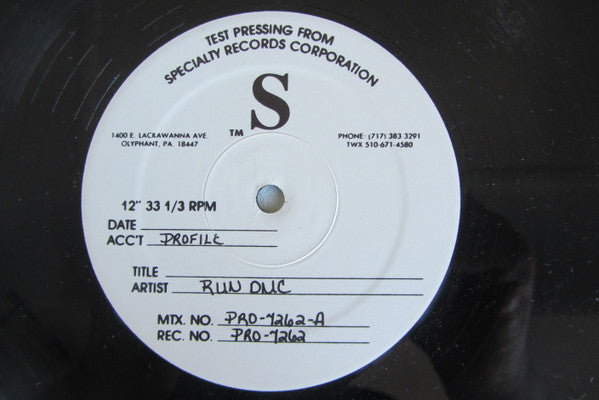 TEST PRESSING FROM
SPECIALTY RECORDS CORPORATION
S
TM
1400 E. LACKAWANNA AVE.
OLYPHANT, PA. 18447
PHONE: (717) 383 3291
TWX 510-671-4580
12" 33 1/3 RPM
DATE
ACC'T PROFILE
TITLE
ARTIST RUN DMC
MTX. NO. PRO-7262-A
REC. NO. PRO-7262